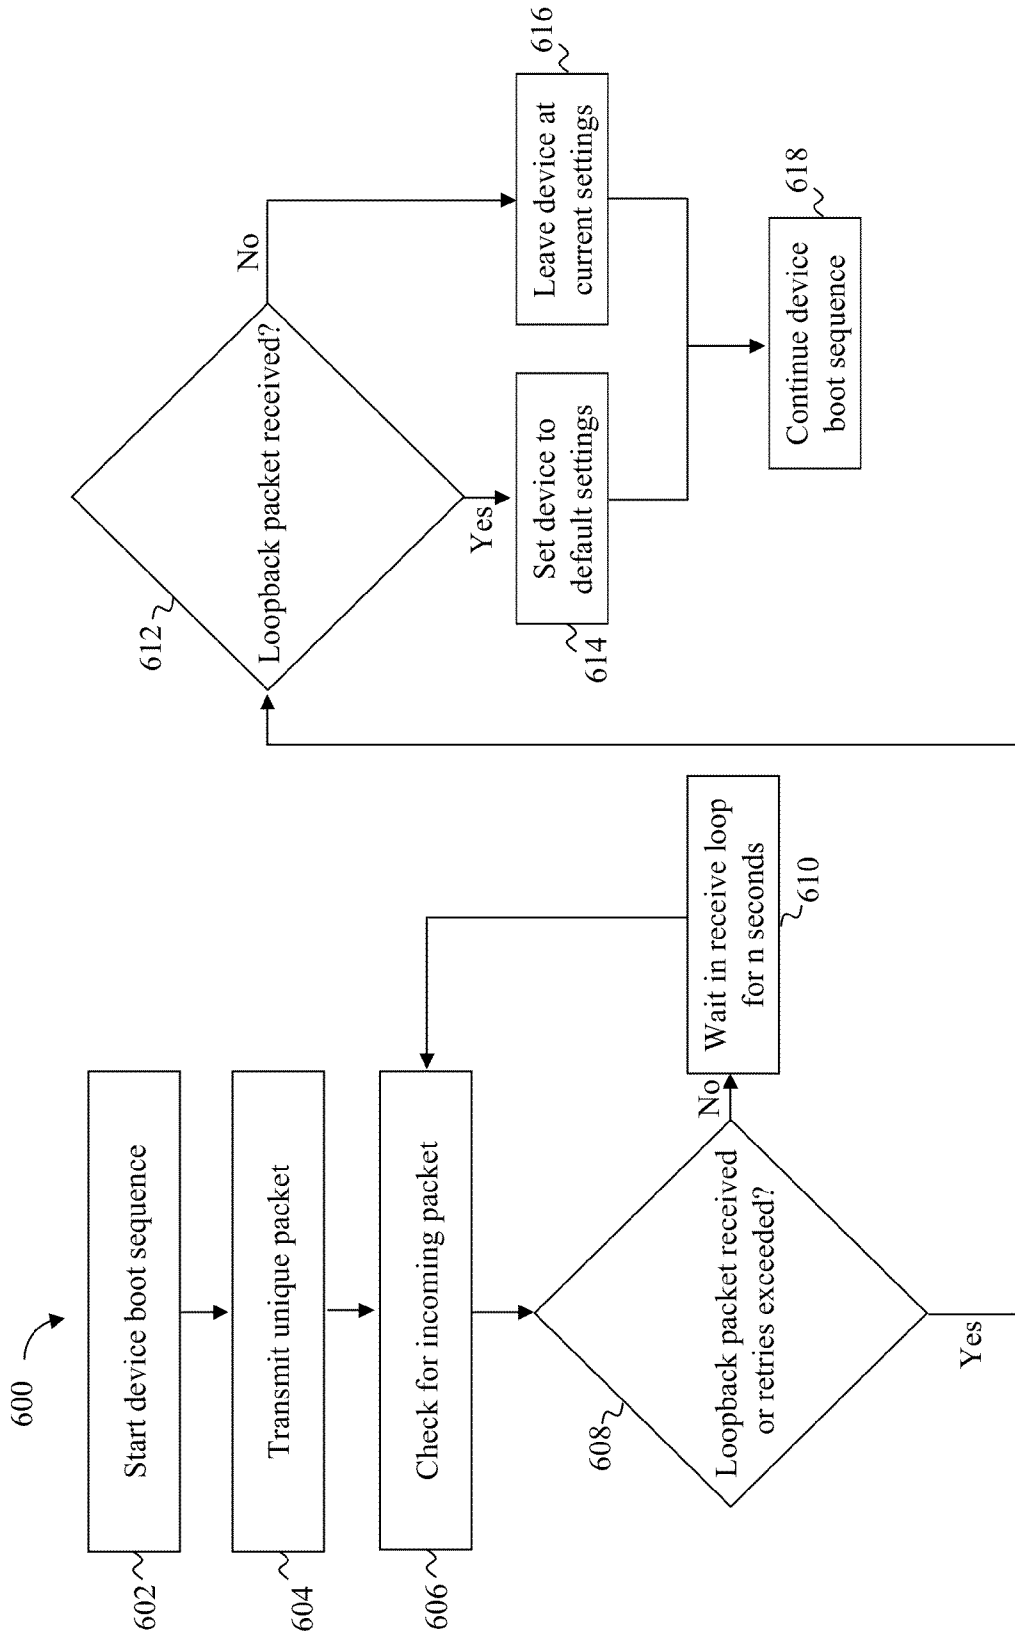 600
602
Start device boot sequence
604
Transmit unique packet
606
Check for incoming packet
608
Loopback packet received
or retries exceeded?
No
Yes
Wait in receive loop
for n seconds
610
612
Loopback packet received?
No
Yes
614
Set device to
default settings
616
Leave device at
current settings
618
Continue device
boot sequence